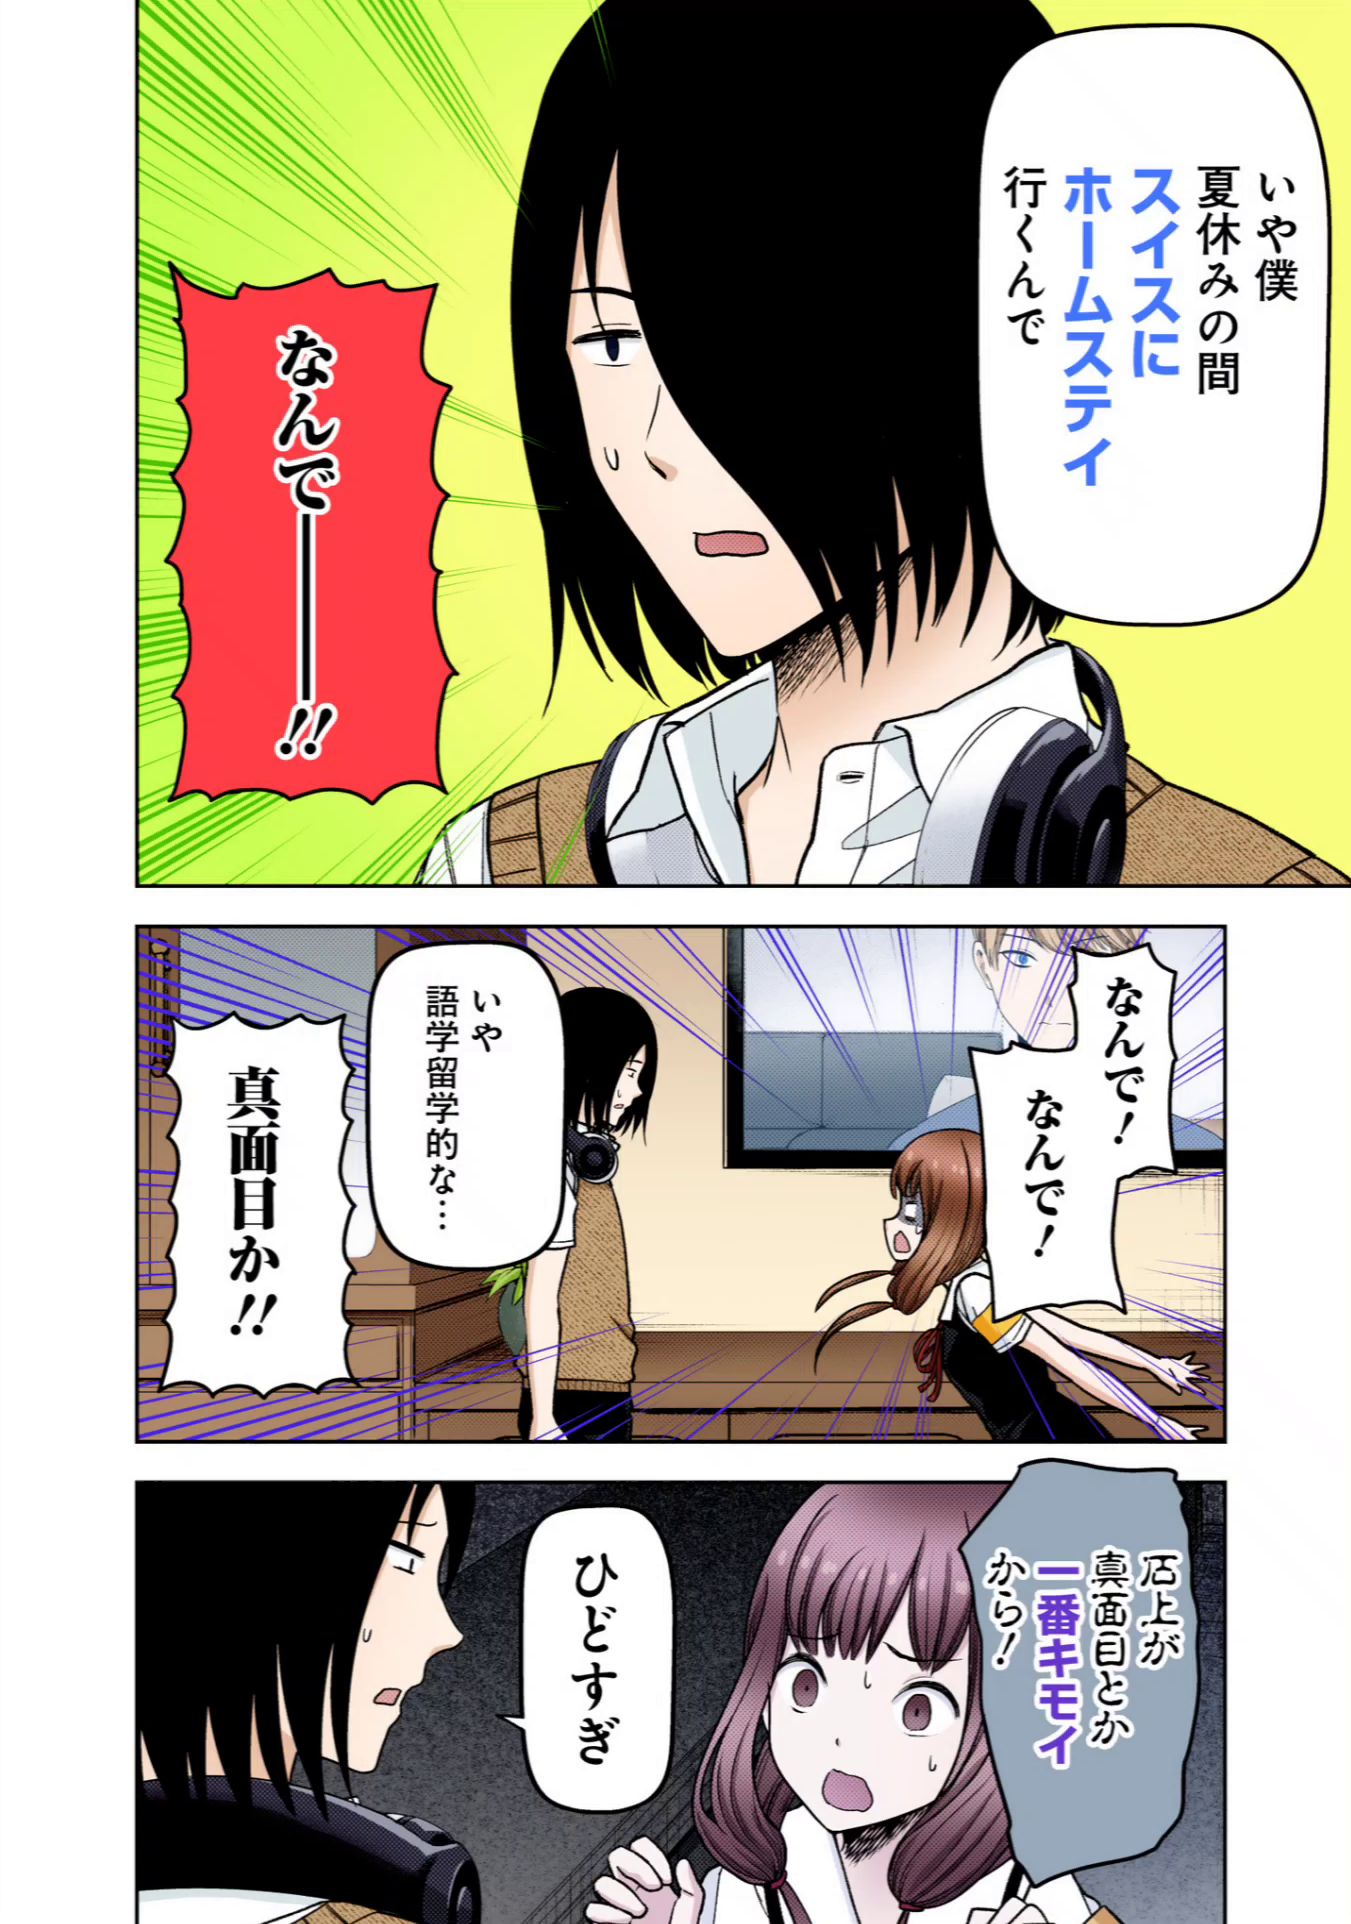 いや僕
夏休みの間
スイスに
ホームステイ
行くんで
なんで――!!
なんで!
なんで!
いや
語学留学的な…
真面目か!!
石上が
真面目とか
一番キモイ
から!
ひどすぎ